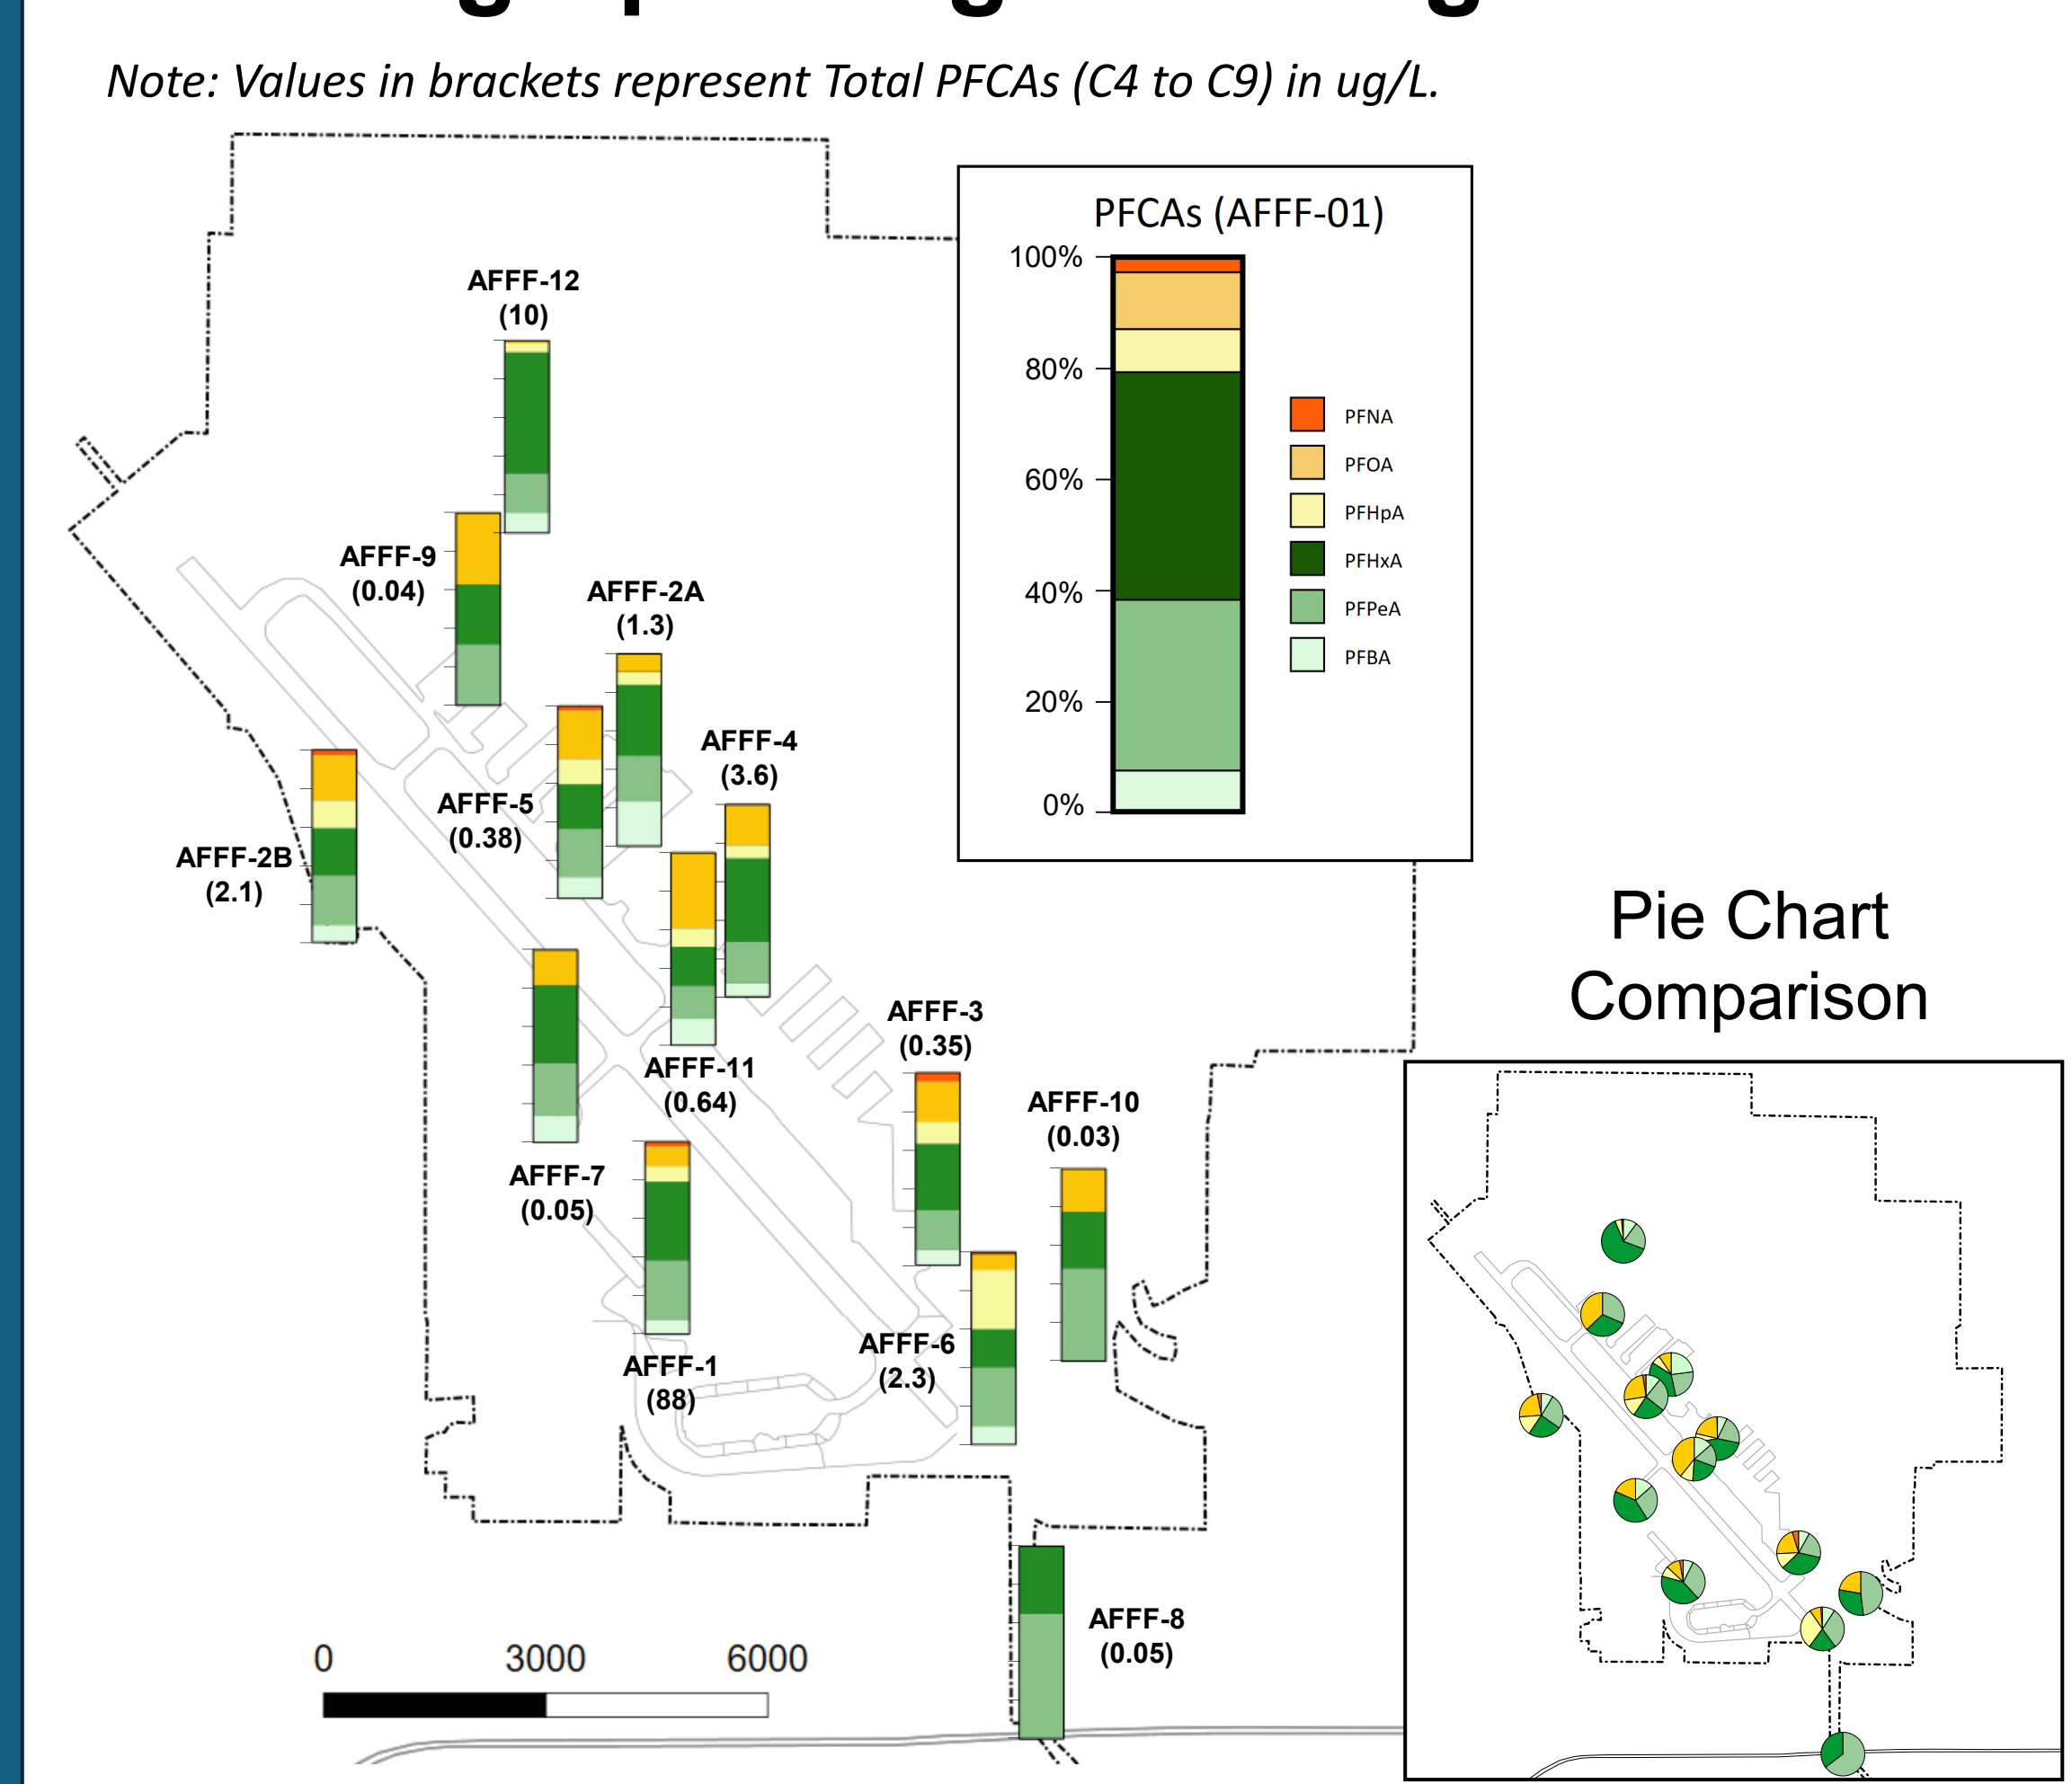 Note: Values in brackets represent Total PFCAs (C4 to C9) in ug/L.
PFCAs (AFFF-01)
100%
80%
60%
40%
20%
0%
PFNA
PFOA
PFHpA
PFHxA
PFPeA
PFBA
AFFF-12
(10)
AFFF-9
(0.04)
AFFF-2A
(1.3)
AFFF-4
(3.6)
AFFF-5
(0.38)
AFFF-2B
(2.1)
AFFF-3
(0.35)
AFFF-11
(0.64)
AFFF-10
(0.03)
AFFF-7
(0.05)
AFFF-6
(2.3)
AFFF-1
(88)
AFFF-8
(0.05)
0 3000 6000
Pie Chart
Comparison